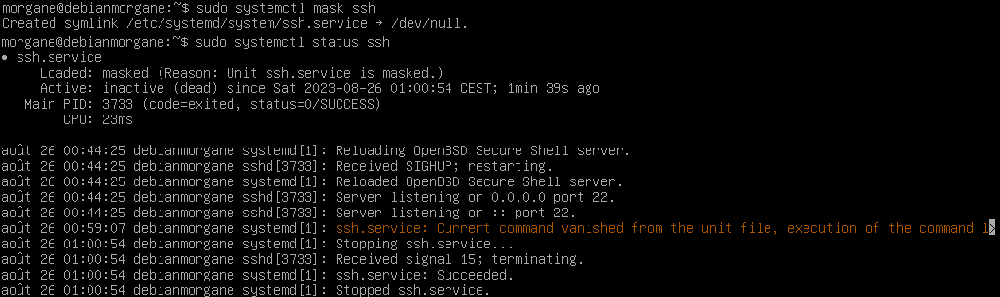 morgane@debianmorgane:~$ sudo systemctl mask ssh
Created symlink /etc/systemd/system/ssh.service → /dev/null.
morgane@debianmorgane:~$ sudo systemctl status ssh
• ssh.service
Loaded: masked (Reason: Unit ssh.service is masked.)
Active: inactive (dead) since Sat 2023-08-26 01:00:54 CEST; 1min 39s ago
Main PID: 3733 (code=exited, status=0/SUCCESS)
CPU: 23ms
août 26 00:44:25 debianmorgane systemd[1]: Reloading OpenBSD Secure Shell server.
août 26 00:44:25 debianmorgane sshd[3733]: Received SIGHUP; restarting.
août 26 00:44:25 debianmorgane systemd[1]: Reloaded OpenBSD Secure Shell server.
août 26 00:44:25 debianmorgane sshd[3733]: Server listening on 0.0.0.0 port 22.
août 26 00:44:25 debianmorgane sshd[3733]: Server listening on :: port 22.
août 26 00:59:07 debianmorgane systemd[1]: ssh.service: Current command vanished from the unit file, execution of the command l>
août 26 01:00:54 debianmorgane systemd[1]: Stopping ssh.service...
août 26 01:00:54 debianmorgane sshd[3733]: Received signal 15; terminating.
août 26 01:00:54 debianmorgane systemd[1]: ssh.service: Succeeded.
août 26 01:00:54 debianmorgane systemd[1]: Stopped ssh.service.